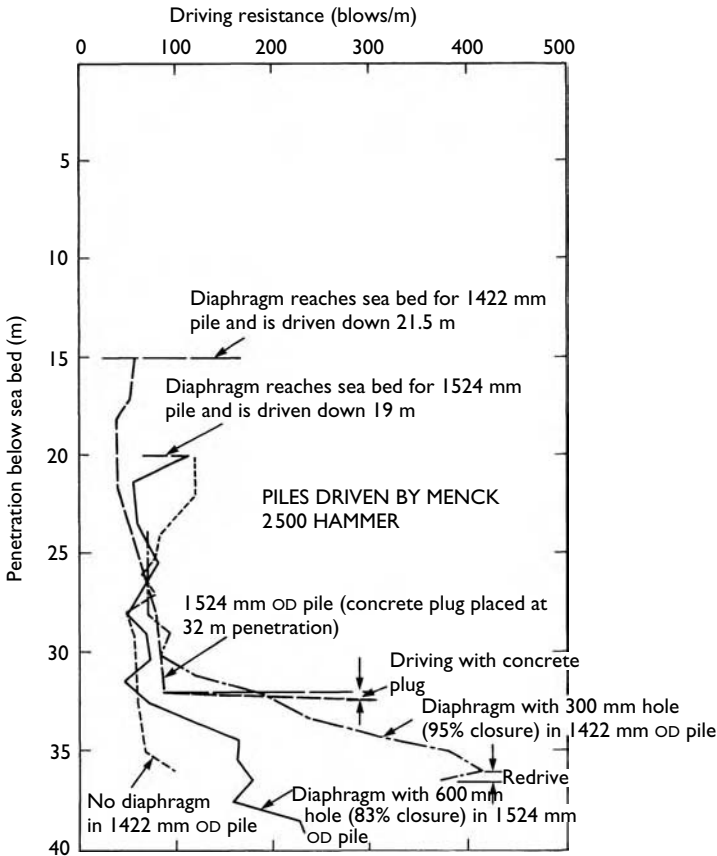 Driving resistance (blows/m)
0 100 200 300 400 500
Penetration below sea bed (m)
5
10
15
20
25
30
35
40
Diaphragm reaches sea bed for 1422 mm
pile and is driven down 21.5 m
Diaphragm reaches sea bed for 1524 mm
pile and is driven down 19 m
PILES DRIVEN BY MENCK
2500 HAMMER
1524 mm OD pile (concrete plug placed at
32 m penetration)
Driving with concrete
plug
Diaphragm with 300 mm hole
(95% closure) in 1422 mm OD pile
Redrive
No diaphragm
in 1422 mm OD pile
Diaphragm with 600 mm
hole (83% closure) in 1524 mm
OD pile